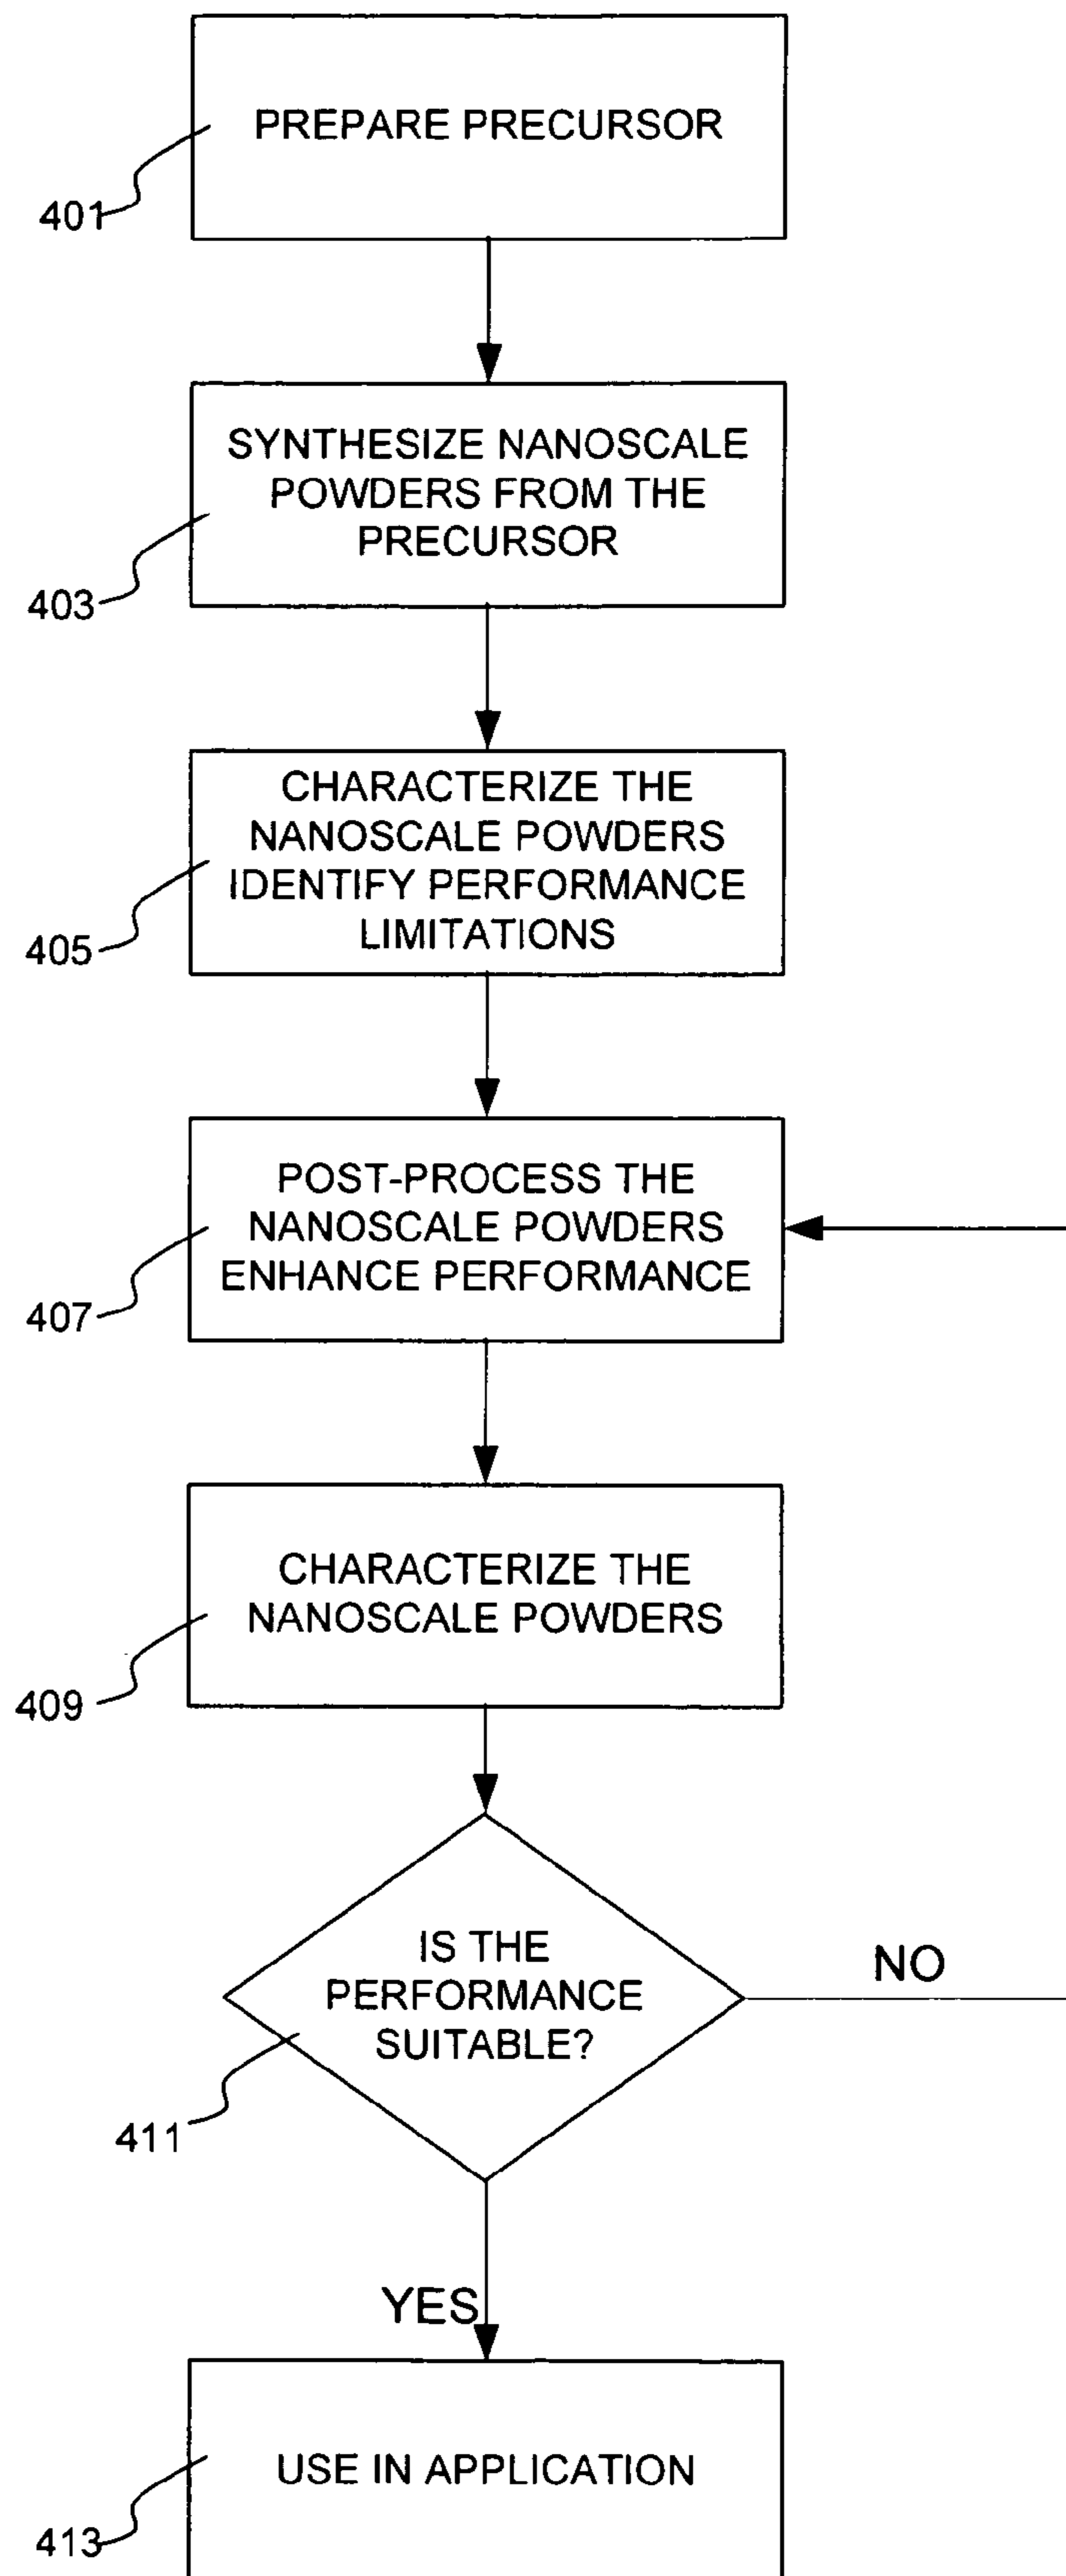 PREPARE PRECURSOR
401
SYNTHESIZE NANOSCALE
POWDERS FROM THE
PRECURSOR
403
CHARACTERIZE THE
NANOSCALE POWDERS
IDENTIFY PERFORMANCE
LIMITATIONS
405
POST-PROCESS THE
NANOSCALE POWDERS
ENHANCE PERFORMANCE
407
CHARACTERIZE THE
NANOSCALE POWDERS
409
IS THE
PERFORMANCE
SUITABLE?
NO
411
YES
USE IN APPLICATION
413